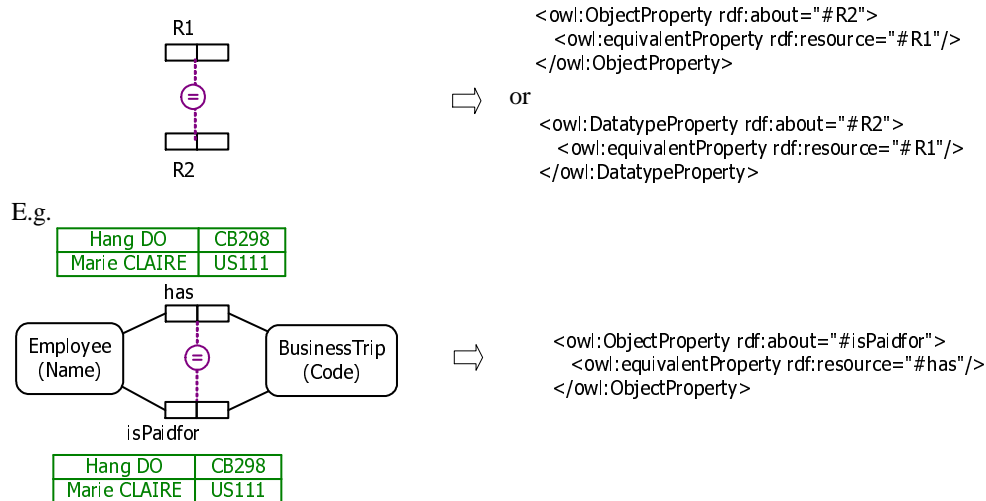 R1
=
R2
<owl:ObjectProperty rdf:about="#R2">
<owl:equivalentProperty rdf:resource="#R1"/>
</owl:ObjectProperty>
or
<owl:DatatypeProperty rdf:about="#R2">
<owl:equivalentProperty rdf:resource="#R1"/>
</owl:DatatypeProperty>
E.g.
Hang DO CB298
Marie CLAIRE US111
has
Employee
(Name)
=
BusinessTrip
(Code)
isPaidfor
Hang DO CB298
Marie CLAIRE US111
<owl:ObjectProperty rdf:about="#isPaidfor">
<owl:equivalentProperty rdf:resource="#has"/>
</owl:ObjectProperty>